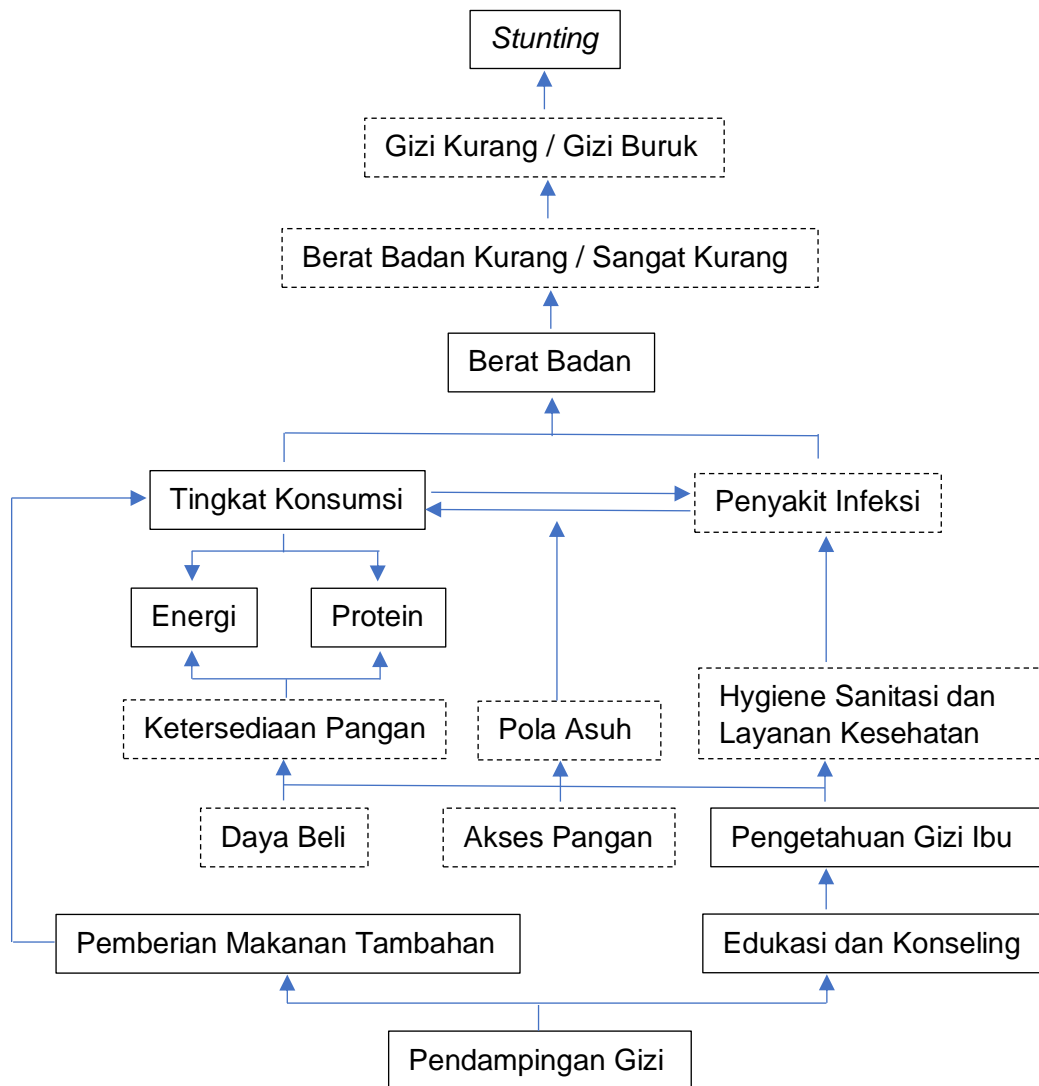 Stunting
Gizi Kurang / Gizi Buruk
Berat Badan Kurang / Sangat Kurang
Berat Badan
Tingkat Konsumsi
Penyakit Infeksi
Energi
Protein
Ketersediaan Pangan
Pola Asuh
Hygiene Sanitasi dan
Layanan Kesehatan
Daya Beli
Akses Pangan
Pengetahuan Gizi Ibu
Pemberian Makanan Tambahan
Edukasi dan Konseling
Pendampingan Gizi